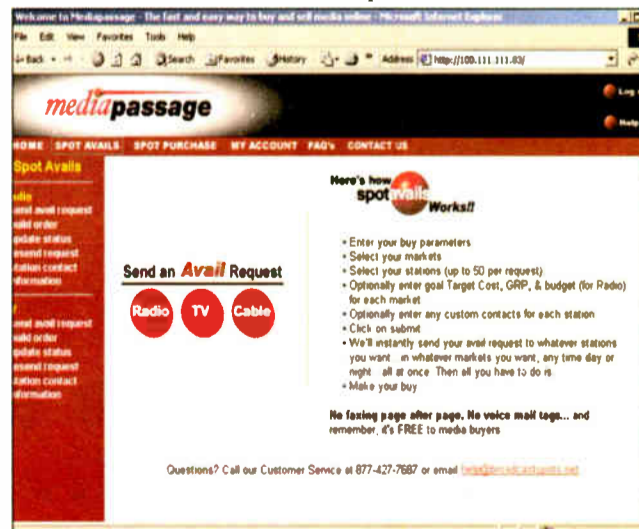 Welcome to Mediapassage - The fast and easy way to buy and sell media online - Microsoft Internet Explorer
File Edit View Favorites Tools Help
Back Search Favorites History Address http://100.111.111.83/
mediapassage
Log
Help
HOME SPOT AVAILS SPOT PURCHASE MY ACCOUNT FAQ's CONTACT US
Spot Avails
Send an Avail Request
Radio TV Cable
Here's how
spotavails
Works!!
• Enter your buy parameters
• Select your markets
• Select your stations (up to 50 per request)
• Optionally enter goal Target Cost, GRP, & budget (for Radio)
for each market
• Optionally enter any custom contacts for each station
• Click on submit
• We'll instantly send your avail request to whatever stations
you want in whatever markets you want, any time day or
night all at once. Then all you have to do is
• Make your buy
No faxing page after page. No voice mail tags... and
remember, it's FREE to media buyers
Questions? Call our Customer Service at 877-427-7687 or email
end avail request
order
update status
resend request
station contact
information
send avail request
order
update status
resend request
station contact
information